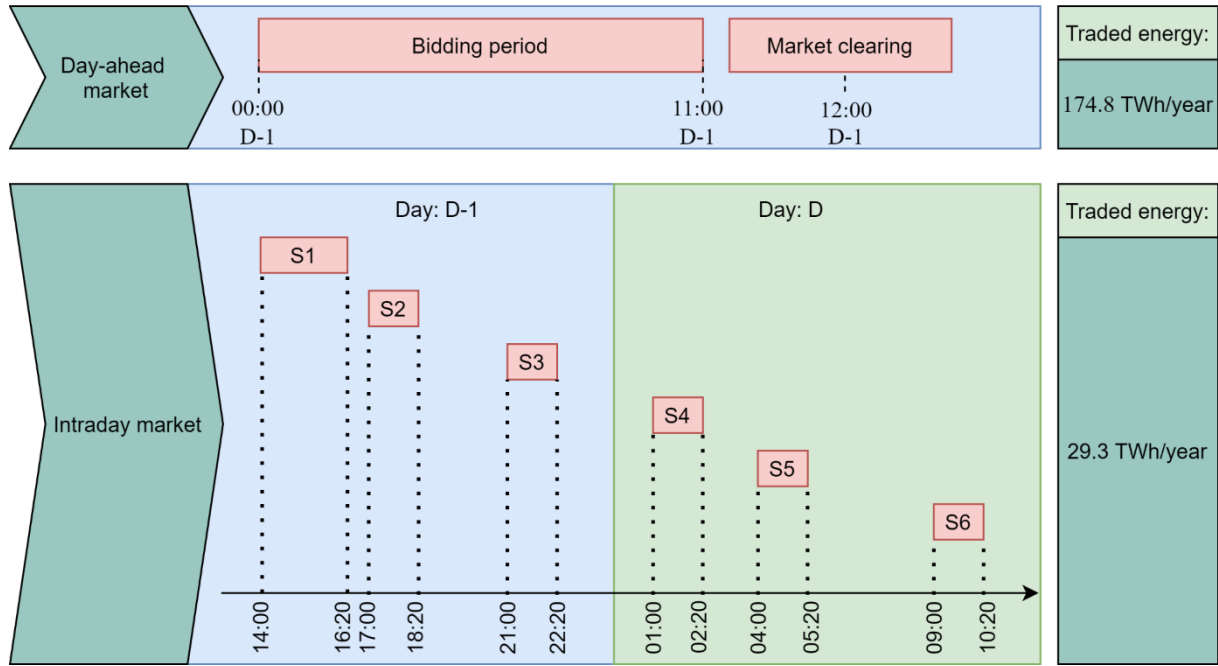 Day-ahead
market
Bidding period
Market clearing
00:00
D-1
11:00
D-1
12:00
D-1
Traded energy:
174.8 TWh/year
Intraday market
Day: D-1
Day: D
S1
S2
S3
S4
S5
S6
14:00
16:20
17:00
18:20
21:00
22:20
01:00
02:20
04:00
05:20
09:00
10:20
Traded energy:
29.3 TWh/year